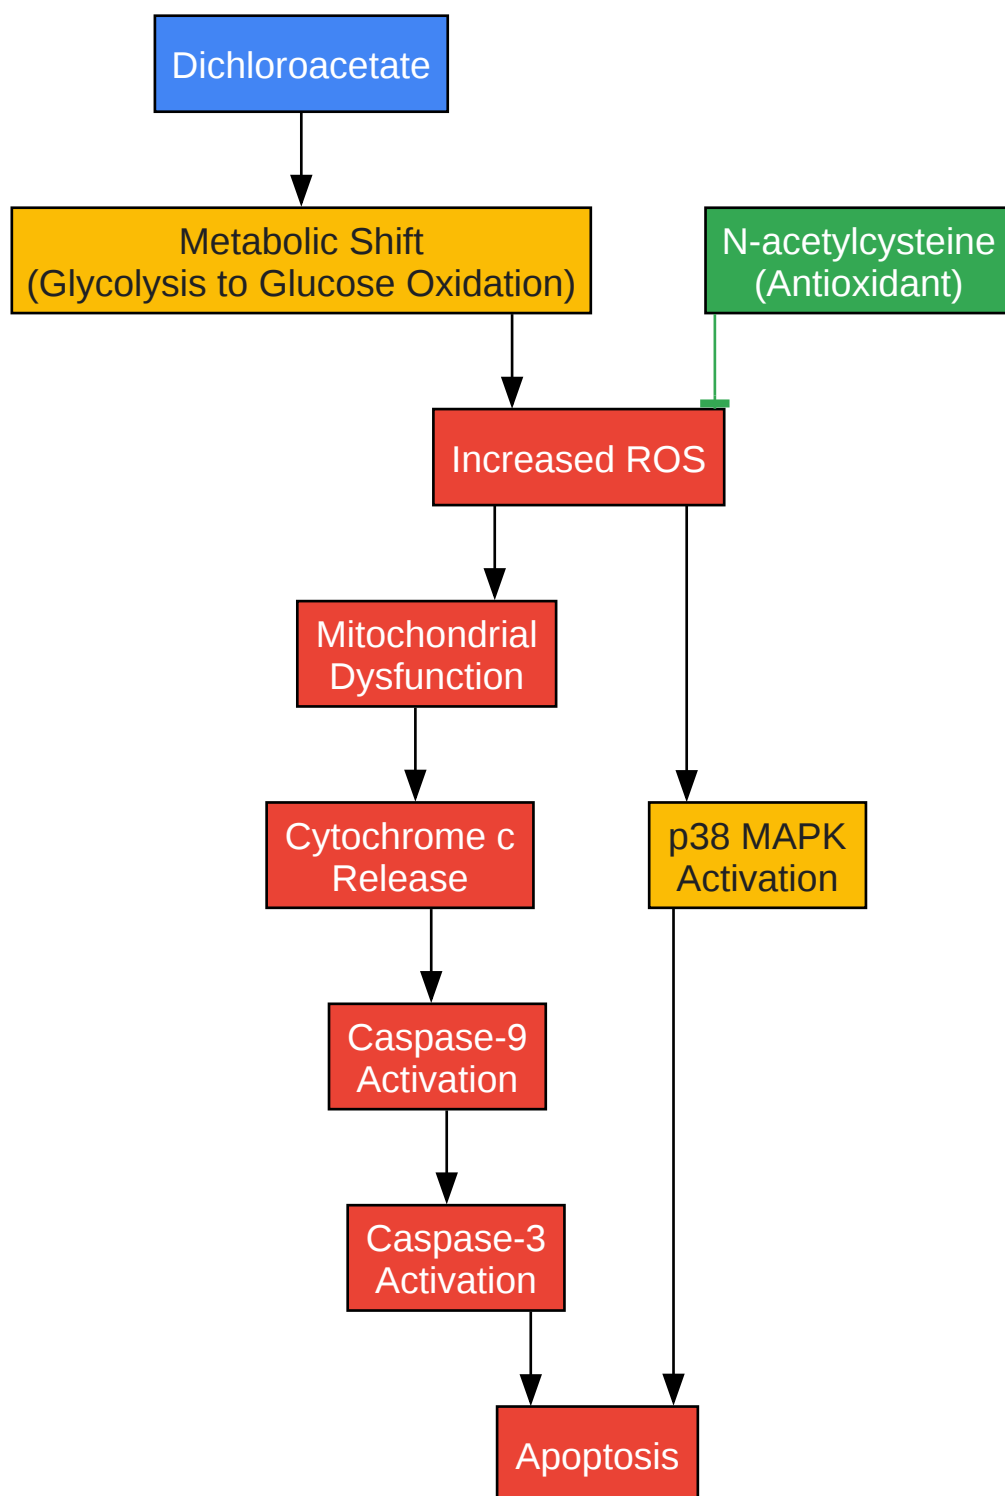 Dichloroacetate
Metabolic Shift
(Glycolysis to Glucose Oxidation)
N-acetylcysteine
(Antioxidant)
Increased ROS
Mitochondrial
Dysfunction
Cytochrome c
Release
p38 MAPK
Activation
Caspase-9
Activation
Caspase-3
Activation
Apoptosis